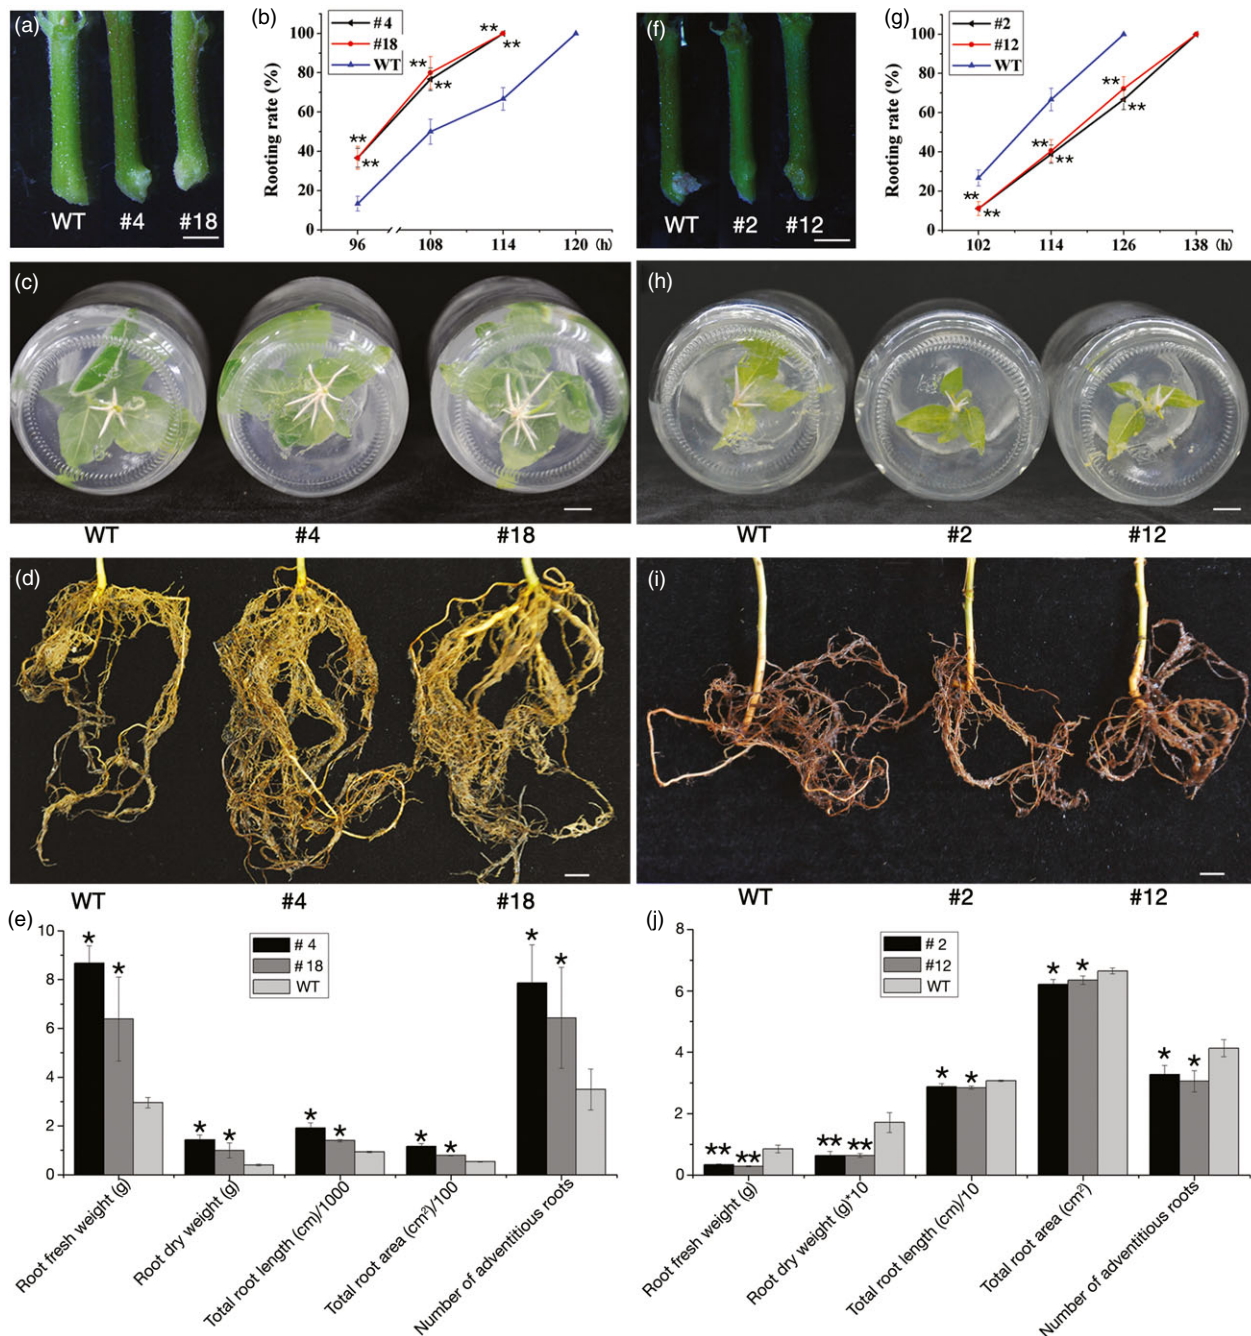 (a)
WT #4 #18
(b)
#4
#18
WT
Rooting rate (%)
100
80
60
40
20
0
** ** **
** ** **
96 108 114 120 (h)
(f)
WT #2 #12
(g)
#2
#12
WT
Rooting rate (%)
100
80
60
40
20
0
** ** **
** ** **
102 114 126 138 (h)
(c)
WT #4 #18
(h)
WT #2 #12
(d)
WT #4 #18
(i)
WT #2 #12
(e)
# 4
# 18
WT
10
8
6
4
2
0
* * * * * * * * * *
Root fresh weight (g)
Root dry weight (g)
Total root length (cm)/1000
Total root area (cm²)/100
Number of adventitious roots
(j)
# 2
#12
WT
8
6
4
2
0
** ** ** ** * * * * * *
Root fresh weight (g)
Root dry weight (g)*10
Total root length (cm)/10
Total root area (cm²)
Number of adventitious roots